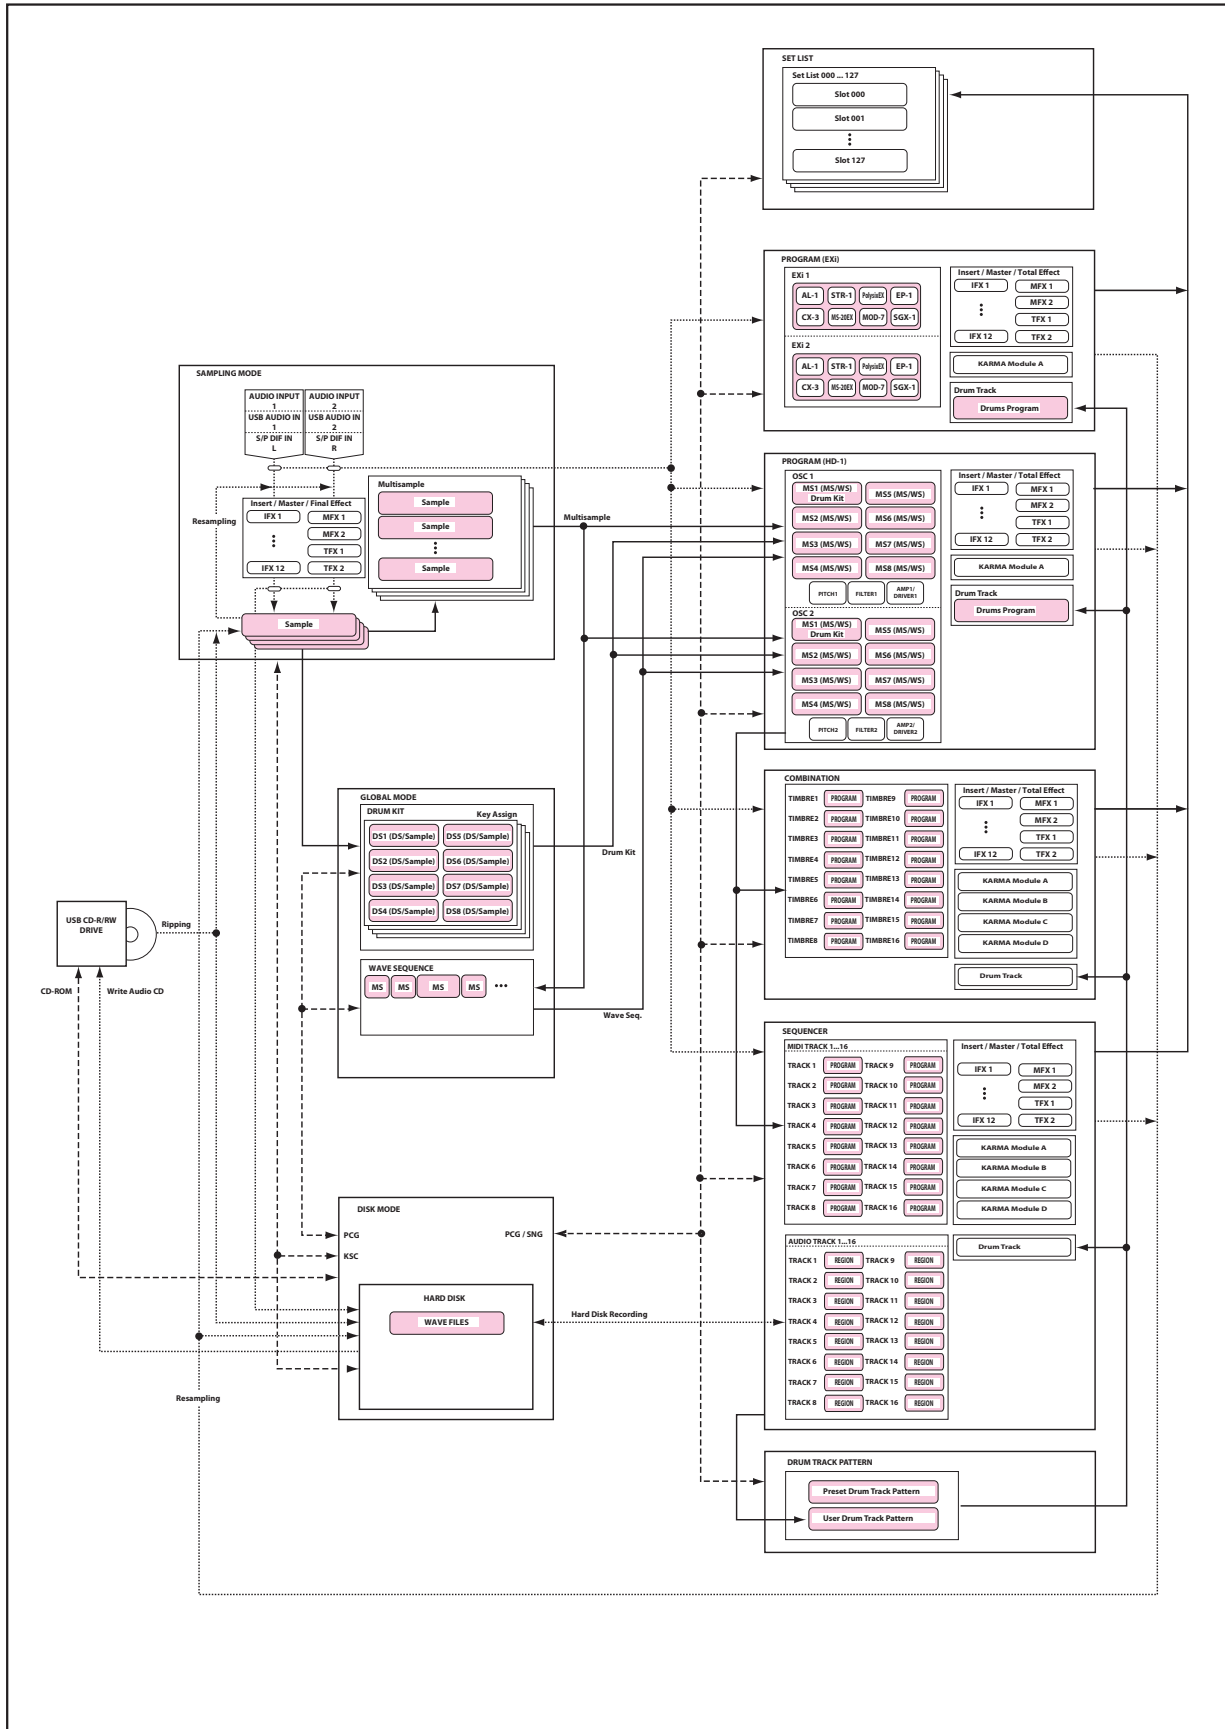 SET LIST
Set List 000 ... 127
Slot 000
Slot 001
Slot 127
PROGRAM (EXi)
EXi 1
AL-1
STR-1
PolysixEX
EP-1
CX-3
MS-20EX
MOD-7
SGX-1
EXi 2
AL-1
STR-1
PolysixEX
EP-1
CX-3
MS-20EX
MOD-7
SGX-1
Insert / Master / Total Effect
IFX 1
MFX 1
MFX 2
TFX 1
IFX 12
TFX 2
KARMA Module A
Drum Track
Drums Program
SAMPLING MODE
AUDIO INPUT
1
AUDIO INPUT
2
USB AUDIO IN
1
USB AUDIO IN
2
S/P DIF IN
L
S/P DIF IN
R
Resampling
Insert / Master / Final Effect
IFX 1
MFX 1
MFX 2
TFX 1
IFX 12
TFX 2
Multisample
Sample
Sample
Sample
Sample
Multisample
PROGRAM (HD-1)
OSC 1
MS1 (MS/WS)
Drum Kit
MS5 (MS/WS)
MS2 (MS/WS)
MS6 (MS/WS)
MS3 (MS/WS)
MS7 (MS/WS)
MS4 (MS/WS)
MS8 (MS/WS)
PITCH1
FILTER1
AMP1/
DRIVER1
OSC 2
MS1 (MS/WS)
Drum Kit
MS5 (MS/WS)
MS2 (MS/WS)
MS6 (MS/WS)
MS3 (MS/WS)
MS7 (MS/WS)
MS4 (MS/WS)
MS8 (MS/WS)
PITCH2
FILTER2
AMP2/
DRIVER2
Insert / Master / Total Effect
IFX 1
MFX 1
MFX 2
TFX 1
IFX 12
TFX 2
KARMA Module A
Drum Track
Drums Program
GLOBAL MODE
DRUM KIT
Key Assign
DS1 (DS/Sample)
DS5 (DS/Sample)
DS2 (DS/Sample)
DS6 (DS/Sample)
DS3 (DS/Sample)
DS7 (DS/Sample)
DS4 (DS/Sample)
DS8 (DS/Sample)
Drum Kit
WAVE SEQUENCE
MS
MS
MS
MS
Wave Seq.
USB CD-R/RW
DRIVE
Ripping
CD-ROM
Write Audio CD
COMBINATION
TIMBRE1
PROGRAM
TIMBRE9
PROGRAM
TIMBRE2
PROGRAM
TIMBRE10
PROGRAM
TIMBRE3
PROGRAM
TIMBRE11
PROGRAM
TIMBRE4
PROGRAM
TIMBRE12
PROGRAM
TIMBRE5
PROGRAM
TIMBRE13
PROGRAM
TIMBRE6
PROGRAM
TIMBRE14
PROGRAM
TIMBRE7
PROGRAM
TIMBRE15
PROGRAM
TIMBRE8
PROGRAM
TIMBRE16
PROGRAM
Insert / Master / Total Effect
IFX 1
MFX 1
MFX 2
TFX 1
IFX 12
TFX 2
KARMA Module A
KARMA Module B
KARMA Module C
KARMA Module D
Drum Track
SEQUENCER
MIDI TRACK 1...16
TRACK 1
PROGRAM
TRACK 9
PROGRAM
TRACK 2
PROGRAM
TRACK 10
PROGRAM
TRACK 3
PROGRAM
TRACK 11
PROGRAM
TRACK 4
PROGRAM
TRACK 12
PROGRAM
TRACK 5
PROGRAM
TRACK 13
PROGRAM
TRACK 6
PROGRAM
TRACK 14
PROGRAM
TRACK 7
PROGRAM
TRACK 15
PROGRAM
TRACK 8
PROGRAM
TRACK 16
PROGRAM
Insert / Master / Total Effect
IFX 1
MFX 1
MFX 2
TFX 1
IFX 12
TFX 2
KARMA Module A
KARMA Module B
KARMA Module C
KARMA Module D
Drum Track
AUDIO TRACK 1...16
TRACK 1
REGION
TRACK 9
REGION
TRACK 2
REGION
TRACK 10
REGION
TRACK 3
REGION
TRACK 11
REGION
TRACK 4
REGION
TRACK 12
REGION
TRACK 5
REGION
TRACK 13
REGION
TRACK 6
REGION
TRACK 14
REGION
TRACK 7
REGION
TRACK 15
REGION
TRACK 8
REGION
TRACK 16
REGION
DISK MODE
PCG
PCG / SNG
KSC
HARD DISK
WAVE FILES
Hard Disk Recording
Resampling
DRUM TRACK PATTERN
Preset Drum Track Pattern
User Drum Track Pattern